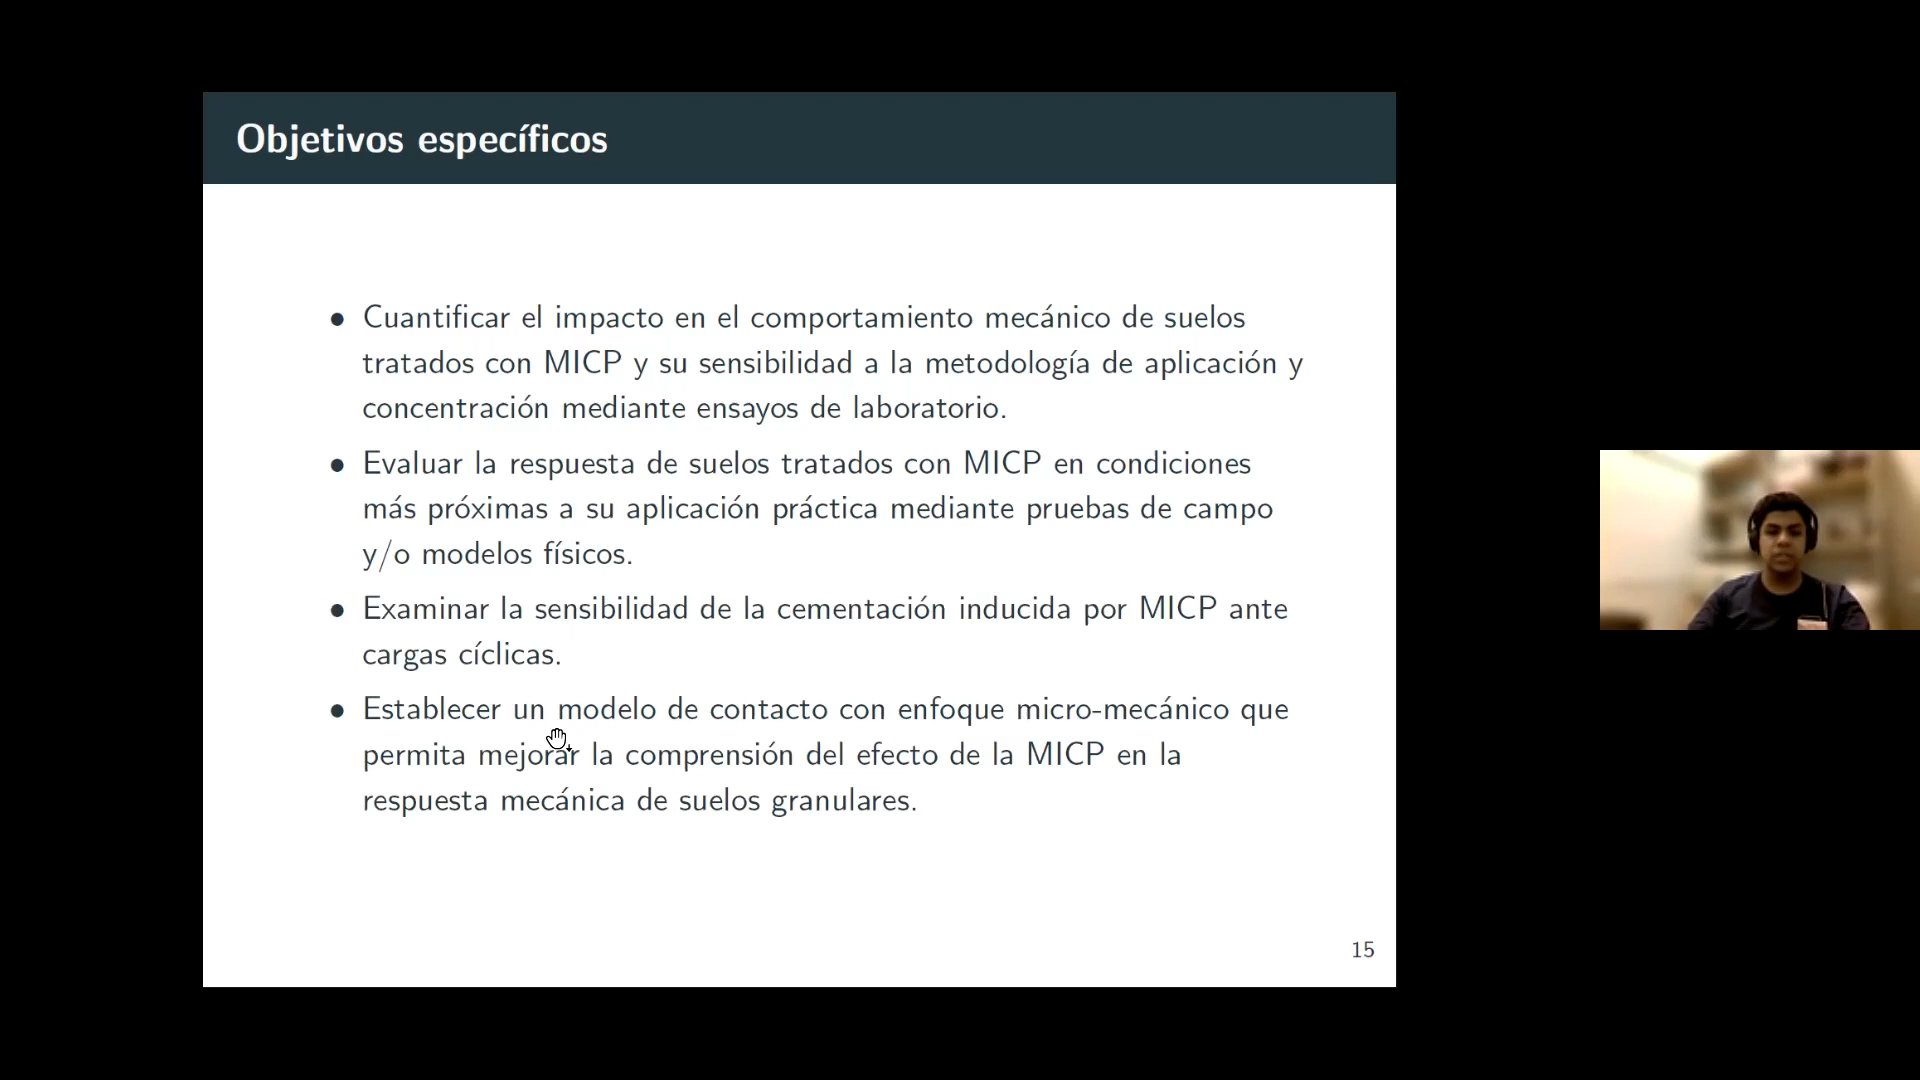 Objetivos específicos
• Cuantificar el impacto en el comportamiento mecánico de suelos
tratados con MICP y su sensibilidad a la metodología de aplicación y
concentración mediante ensayos de laboratorio.
• Evaluar la respuesta de suelos tratados con MICP en condiciones
más próximas a su aplicación práctica mediante pruebas de campo
y/o modelos físicos.
• Examinar la sensibilidad de la cementación inducida por MICP ante
cargas cíclicas.
• Establecer un modelo de contacto con enfoque micro-mecánico que
permita mejorar la comprensión del efecto de la MICP en la
respuesta mecánica de suelos granulares.
15